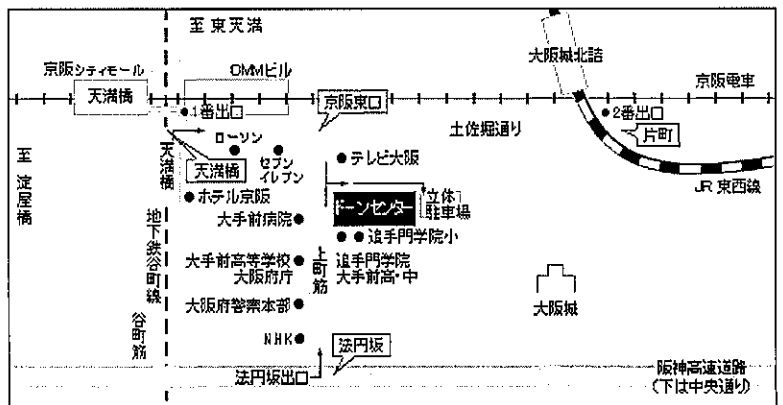 至 東天満
京阪シティモール
OMMビル
大阪城北詰
京阪電車
天満橋
1番出口
京阪東口
2番出口
片町
土佐堀通り
ローソン
セブン
イレブン
天満橋
天満橋
テレビ大阪
JR 東西線
至 淀屋橋
ホテル京阪
ドーンセンター
立体
駐車場
大手前病院
追手門学院小
地下鉄谷町線
大手前高等学校
大阪府庁
上町筋
追手門学院
大手前高・中
大阪府警察本部
大阪城
谷町筋
NHK
法円坂
法円坂出口
阪神高速道路
(下は中央通り)